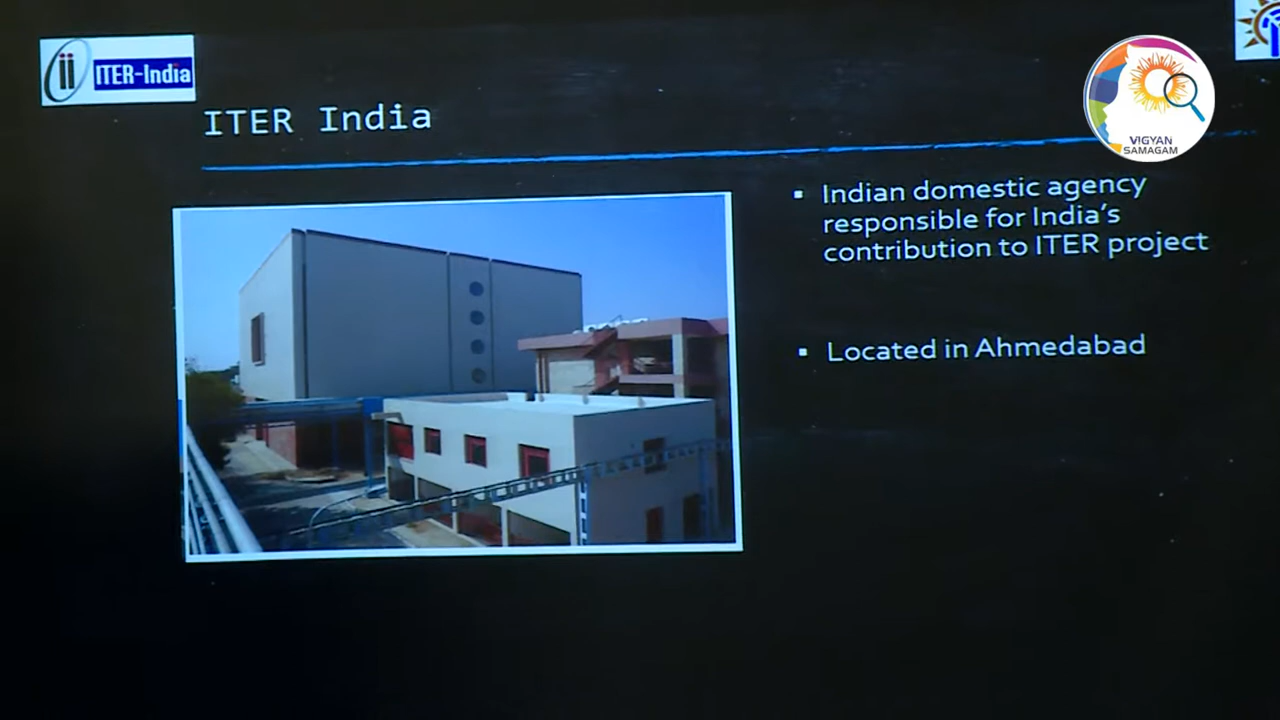 ITER-India
ITER India
VIGYAN
SAMAGAM
▪ Indian domestic agency
responsible for India's
contribution to ITER project
▪ Located in Ahmedabad